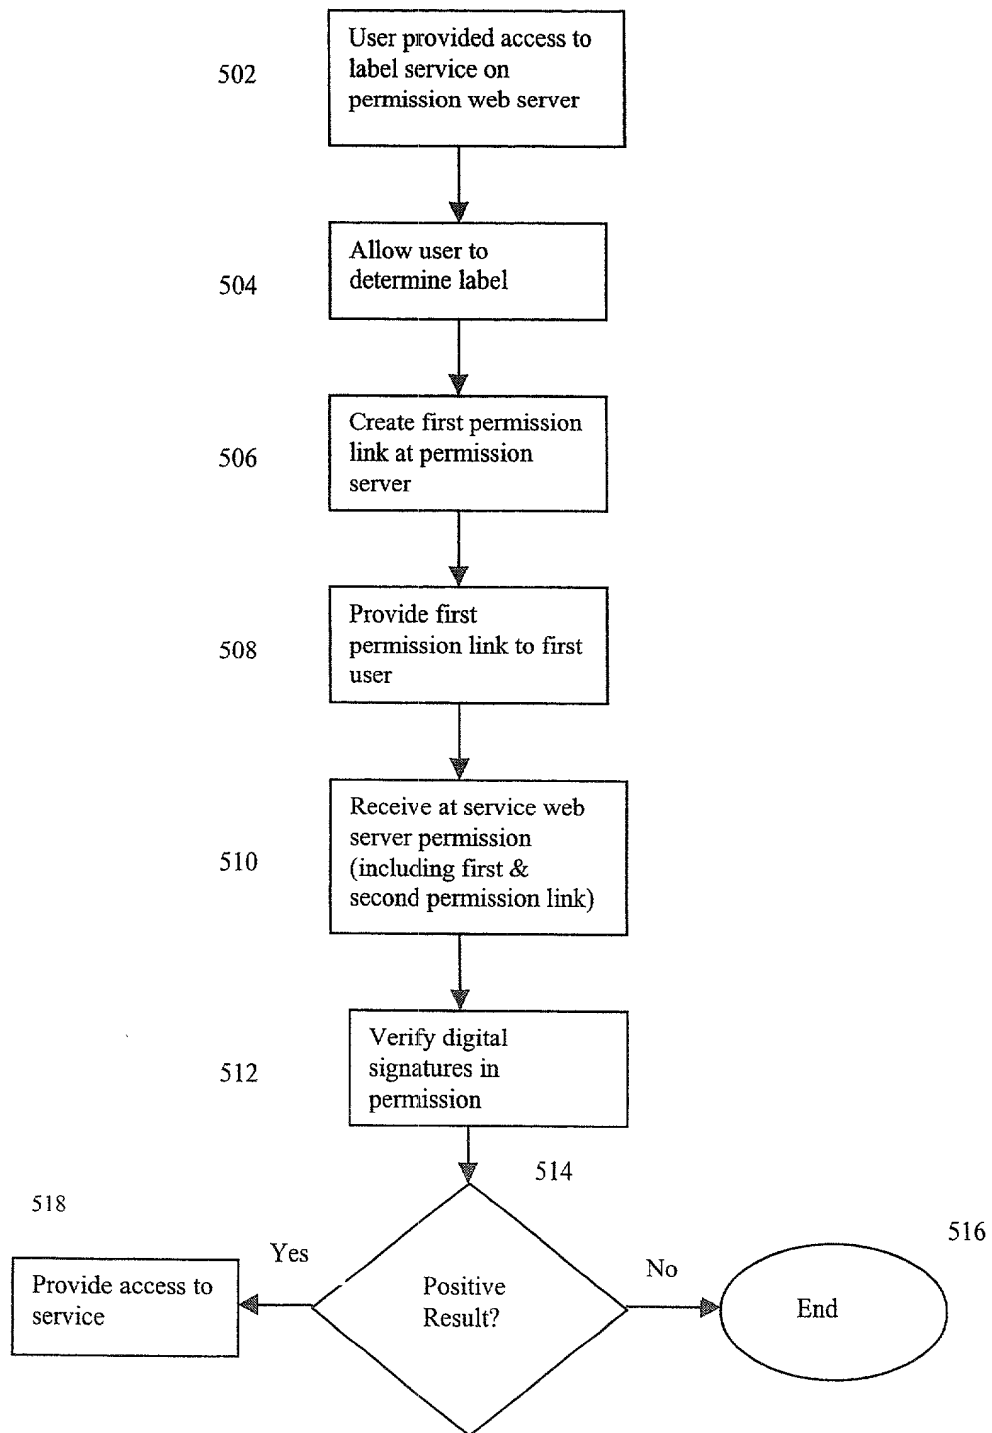 User provided access to
label service on
permission web server
502
Allow user to
determine label
504
Create first permission
link at permission
server
506
Provide first
permission link to first
user
508
Receive at service web
server permission
(including first &
second permission link)
510
Verify digital
signatures in
permission
512
514
518
516
Yes
No
Provide access to
service
Positive
Result?
End